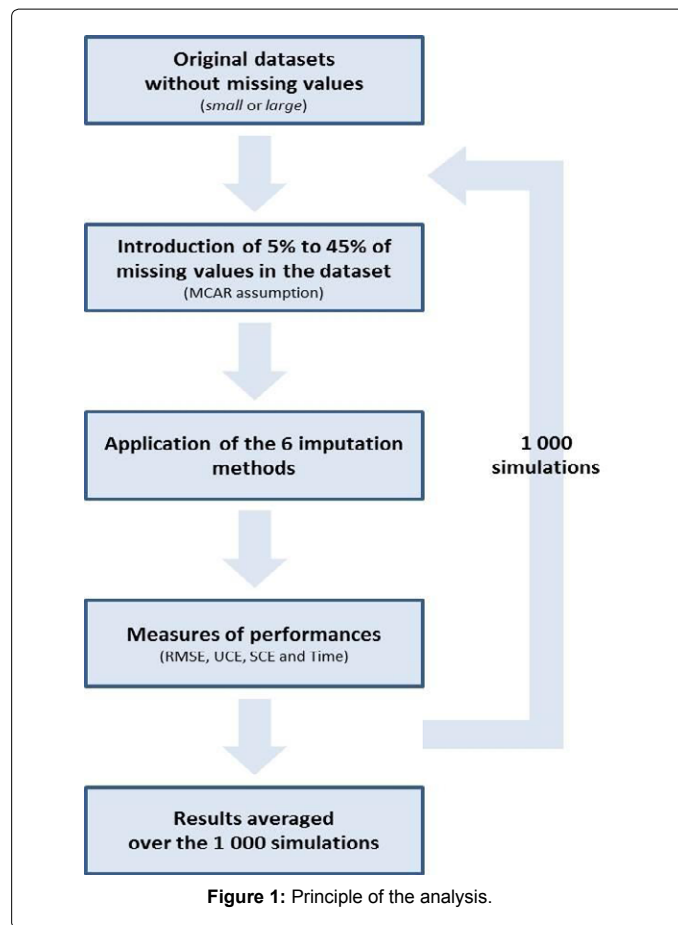 Original datasets
without missing values
(small or large)
Introduction of 5% to 45% of
missing values in the dataset
(MCAR assumption)
Application of the 6 imputation
methods
1 000
simulations
Measures of performances
(RMSE, UCE, SCE and Time)
Results averaged
over the 1 000 simulations
Figure 1: Principle of the analysis.